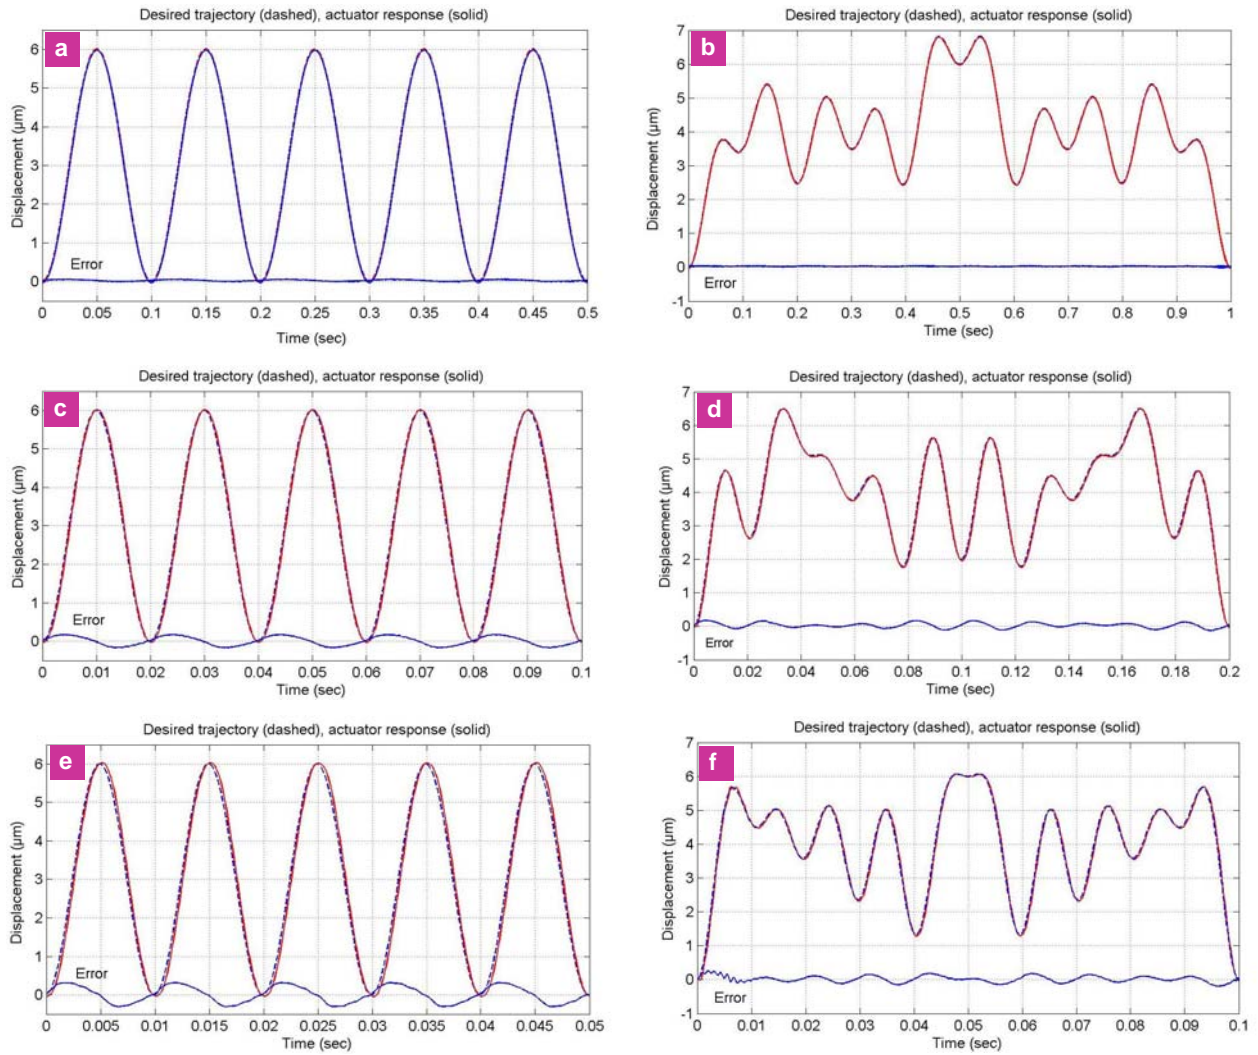 Desired trajectory (dashed), actuator response (solid)
a
6
5
4
3
2
1
0
Displacement (µm)
Error
0 0.05 0.1 0.15 0.2 0.25 0.3 0.35 0.4 0.45 0.5
Time (sec)
Desired trajectory (dashed), actuator response (solid)
b
7
6
5
4
3
2
1
0
-1
Displacement (µm)
Error
0 0.1 0.2 0.3 0.4 0.5 0.6 0.7 0.8 0.9 1
Time (sec)
Desired trajectory (dashed), actuator response (solid)
c
6
5
4
3
2
1
0
Displacement (µm)
Error
0 0.01 0.02 0.03 0.04 0.05 0.06 0.07 0.08 0.09 0.1
Time (sec)
Desired trajectory (dashed), actuator response (solid)
d
7
6
5
4
3
2
1
0
-1
Displacement (µm)
Error
0 0.02 0.04 0.06 0.08 0.1 0.12 0.14 0.16 0.18 0.2
Time (sec)
Desired trajectory (dashed), actuator response (solid)
e
6
5
4
3
2
1
0
Displacement (µm)
Error
0 0.005 0.01 0.015 0.02 0.025 0.03 0.035 0.04 0.045 0.05
Time (sec)
Desired trajectory (dashed), actuator response (solid)
f
7
6
5
4
3
2
1
0
-1
Displacement (µm)
Error
0 0.01 0.02 0.03 0.04 0.05 0.06 0.07 0.08 0.09 0.1
Time (sec)